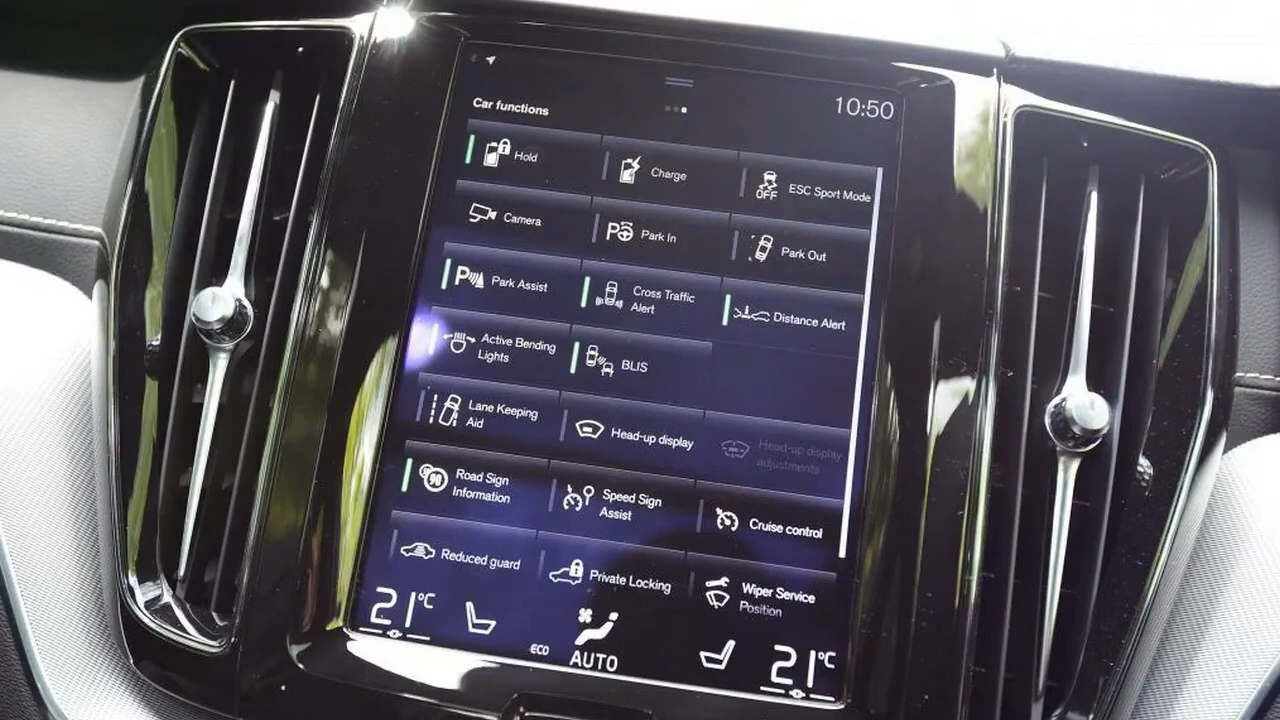 10:50
Car functions
Hold
Charge
OFF
ESC Sport Mode
Camera
P
Park In
Park Out
P
Park Assist
Cross Traffic
Alert
Distance Alert
Active Bending
Lights
BLIS
Lane Keeping
Aid
Head-up display
Head-up display
adjustments
90
Road Sign
Information
Speed Sign
Assist
Cruise control
Reduced guard
Private Locking
Wiper Service
Position
21°C
ECO
AUTO
21°C